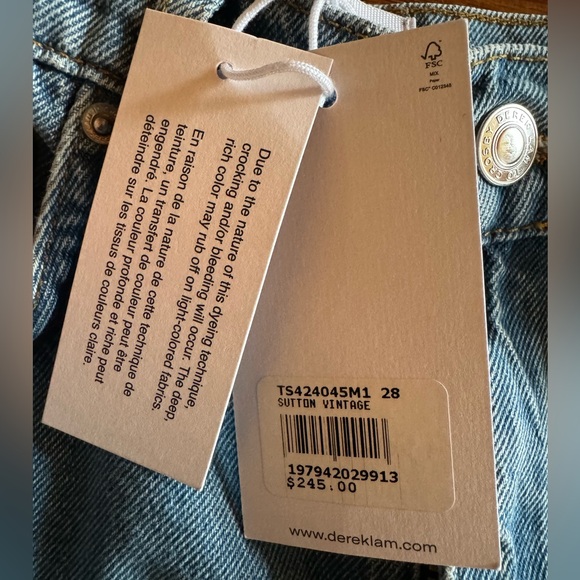 Due to the nature of this dyeing technique,
crocking and/or bleeding will occur. The deep,
rich color may rub off on light-colored fabrics.
En raison de la nature de cette technique de
teinture, un transfert de couleur peut être
engendré. La couleur profonde et riche peut
déteindre sur les tissus de couleurs claire.
FSC
MIX
Paper
TS424045M1 28
SUTTON VINTAGE
197942029913
$245.00
www.dereklam.com
DEREK
CROSBY